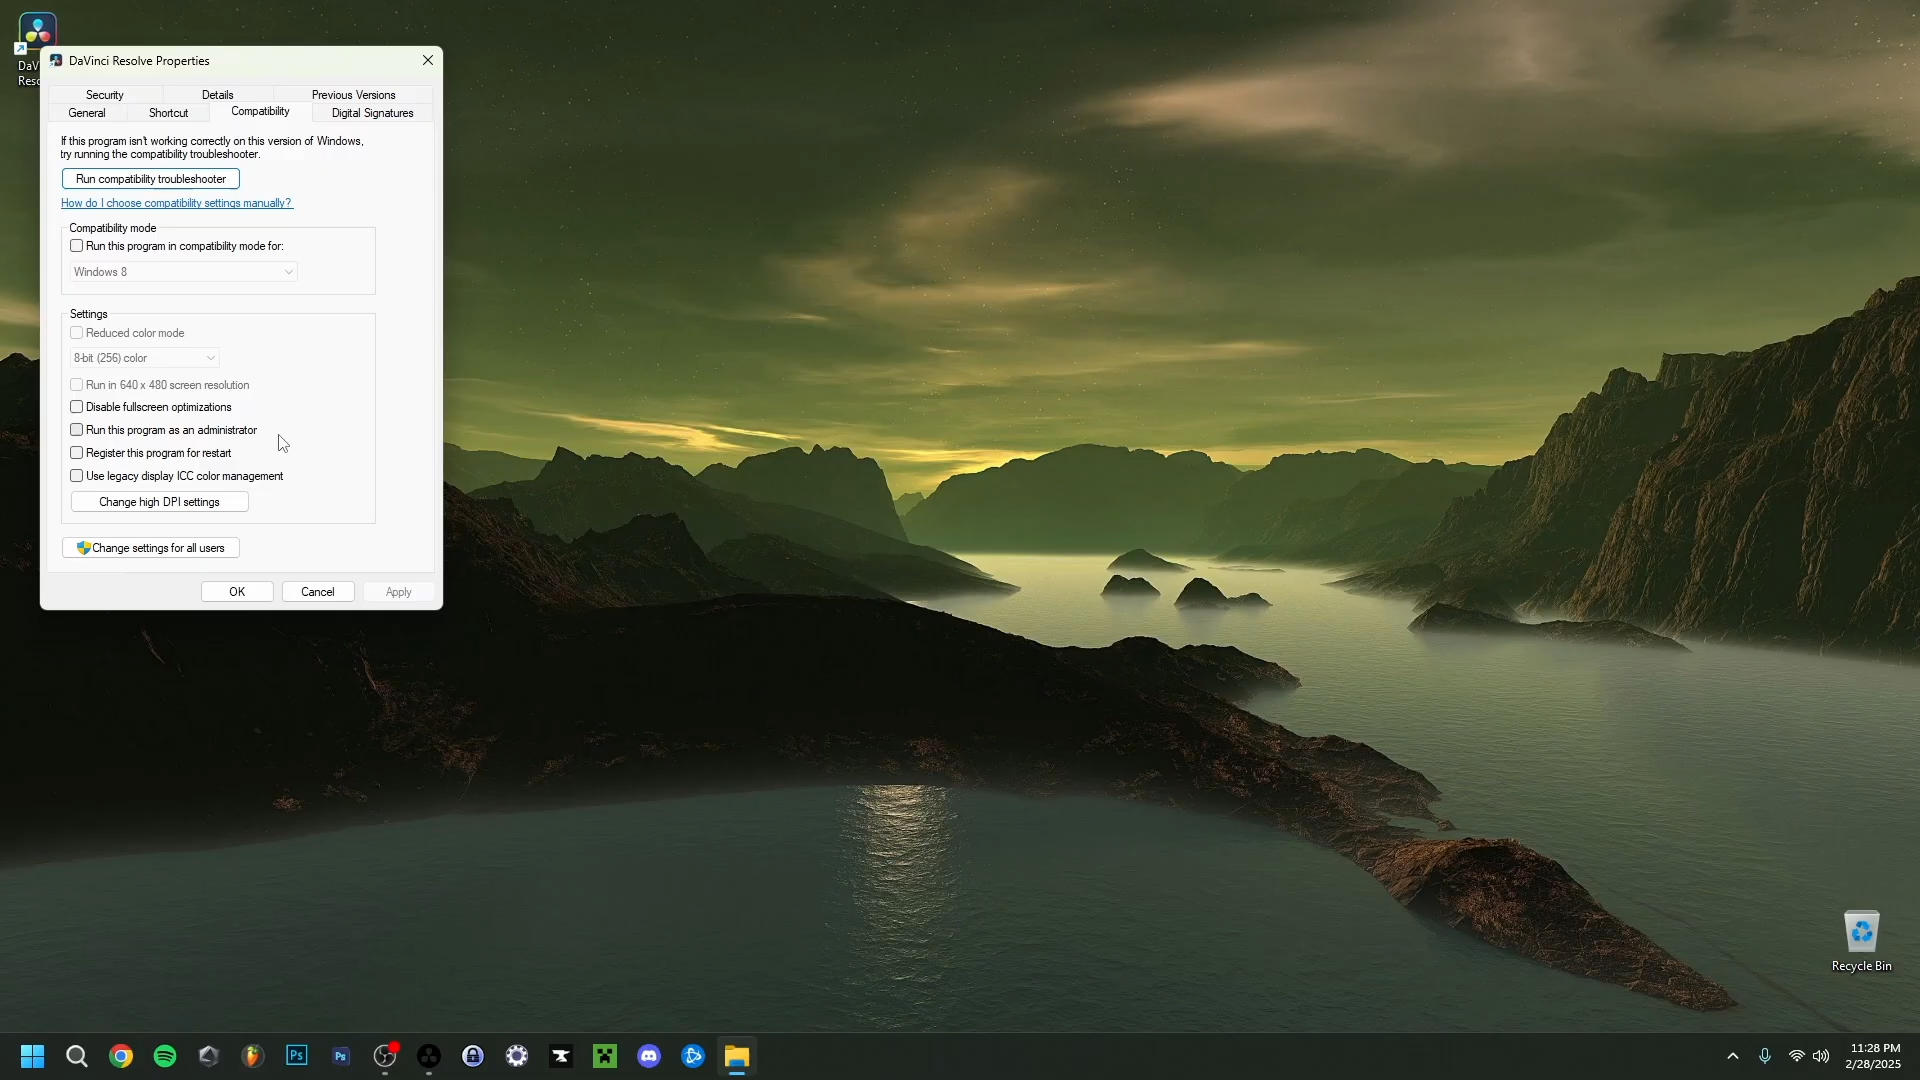 DaV
Reso
DaVinci Resolve Properties
Security
Details
Previous Versions
General
Shortcut
Compatibility
Digital Signatures
If this program isn't working correctly on this version of Windows,
try running the compatibility troubleshooter.
Run compatibility troubleshooter
How do I choose compatibility settings manually?
Compatibility mode
Run this program in compatibility mode for:
Windows 8
Settings
Reduced color mode
8-bit (256) color
Run in 640 x 480 screen resolution
Disable fullscreen optimizations
Run this program as an administrator
Register this program for restart
Use legacy display ICC color management
Change high DPI settings
Change settings for all users
OK
Cancel
Apply
Recycle Bin
Ps
Ps
11:28 PM
2/28/2025